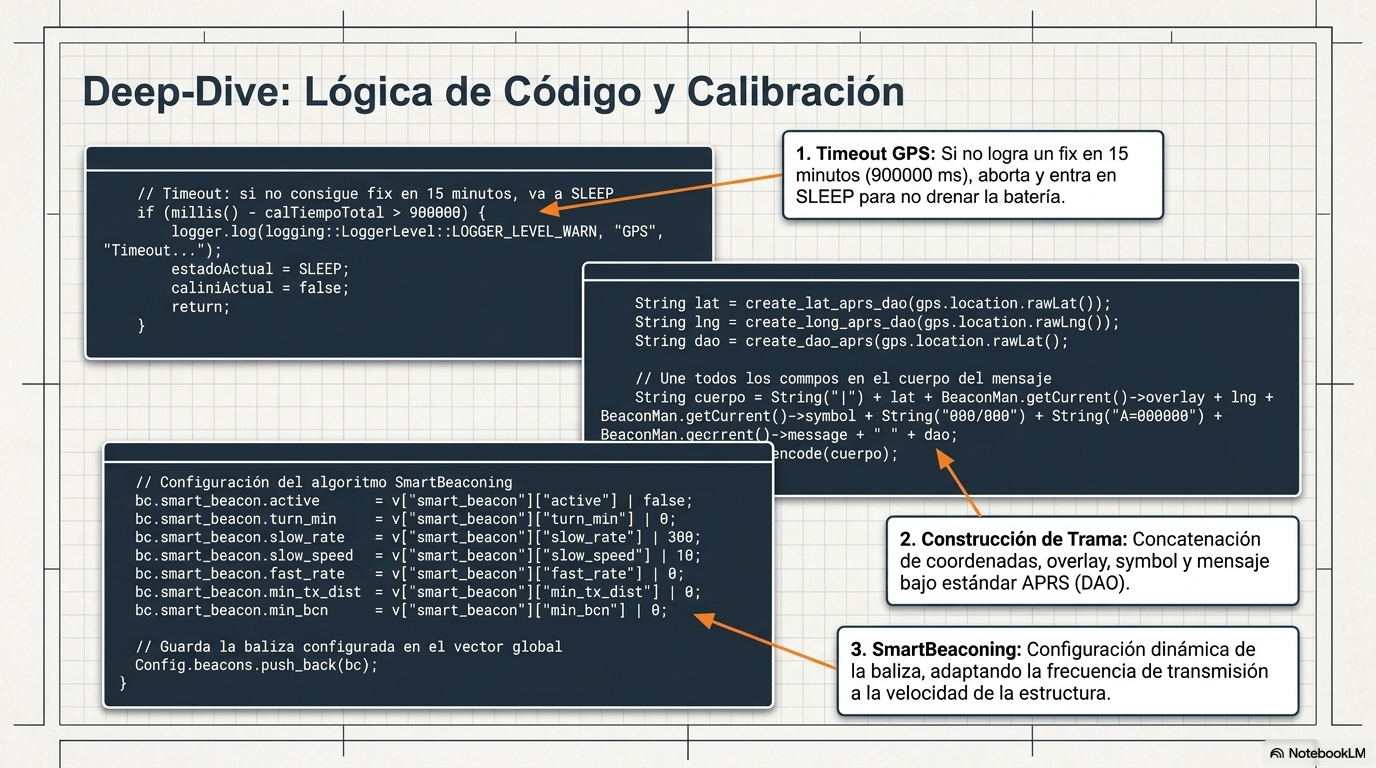 Deep-Dive: Lógica de Código y Calibración
// Timeout: si no consigue fix en 15 minutos, va a SLEEP
if (millis() - calTiempoTotal > 900000) {
logger.log(logging::LoggerLevel::LOGGER_LEVEL_WARN, "GPS",
"Timeout...");
estadoActual = SLEEP;
caliniActual = false;
return;
}
1. Timeout GPS: Si no logra un fix en 15
minutos (900000 ms), aborta y entra en
SLEEP para no drenar la batería.
String lat = create_lat_aprs_dao(gps.location.rawLat());
String lng = create_long_aprs_dao(gps.location.rawLng());
String dao = create_dao_aprs(gps.location.rawLat();
// Une todos los commpos en el cuerpo del mensaje
String cuerpo = String("|") + lat + BeaconMan.getCurrent()->overlay + lng +
BeaconMan.getCurrent()->symbol + String("000/000") + String("A=000000") +
BeaconMan.gecrrent()->message + " " + dao;
encode(cuerpo);
2. Construcción de Trama: Concatenación
de coordenadas, overlay, symbol y mensaje
bajo estándar APRS (DAO).
// Configuración del algoritmo SmartBeaconing
bc.smart_beacon.active = v["smart_beacon"]["active"] | false;
bc.smart_beacon.turn_min = v["smart_beacon"]["turn_min"] | 0;
bc.smart_beacon.slow_rate = v["smart_beacon"]["slow_rate"] | 300;
bc.smart_beacon.slow_speed = v["smart_beacon"]["slow_speed"] | 10;
bc.smart_beacon.fast_rate = v["smart_beacon"]["fast_rate"] | 0;
bc.smart_beacon.min_tx_dist = v["smart_beacon"]["min_tx_dist"] | 0;
bc.smart_beacon.min_bcn = v["smart_beacon"]["min_bcn"] | 0;
// Guarda la baliza configurada en el vector global
Config.beacons.push_back(bc);
}
3. SmartBeaconing: Configuración dinámica de
la baliza, adaptando la frecuencia de transmisión
a la velocidad de la estructura.
NotebookLM